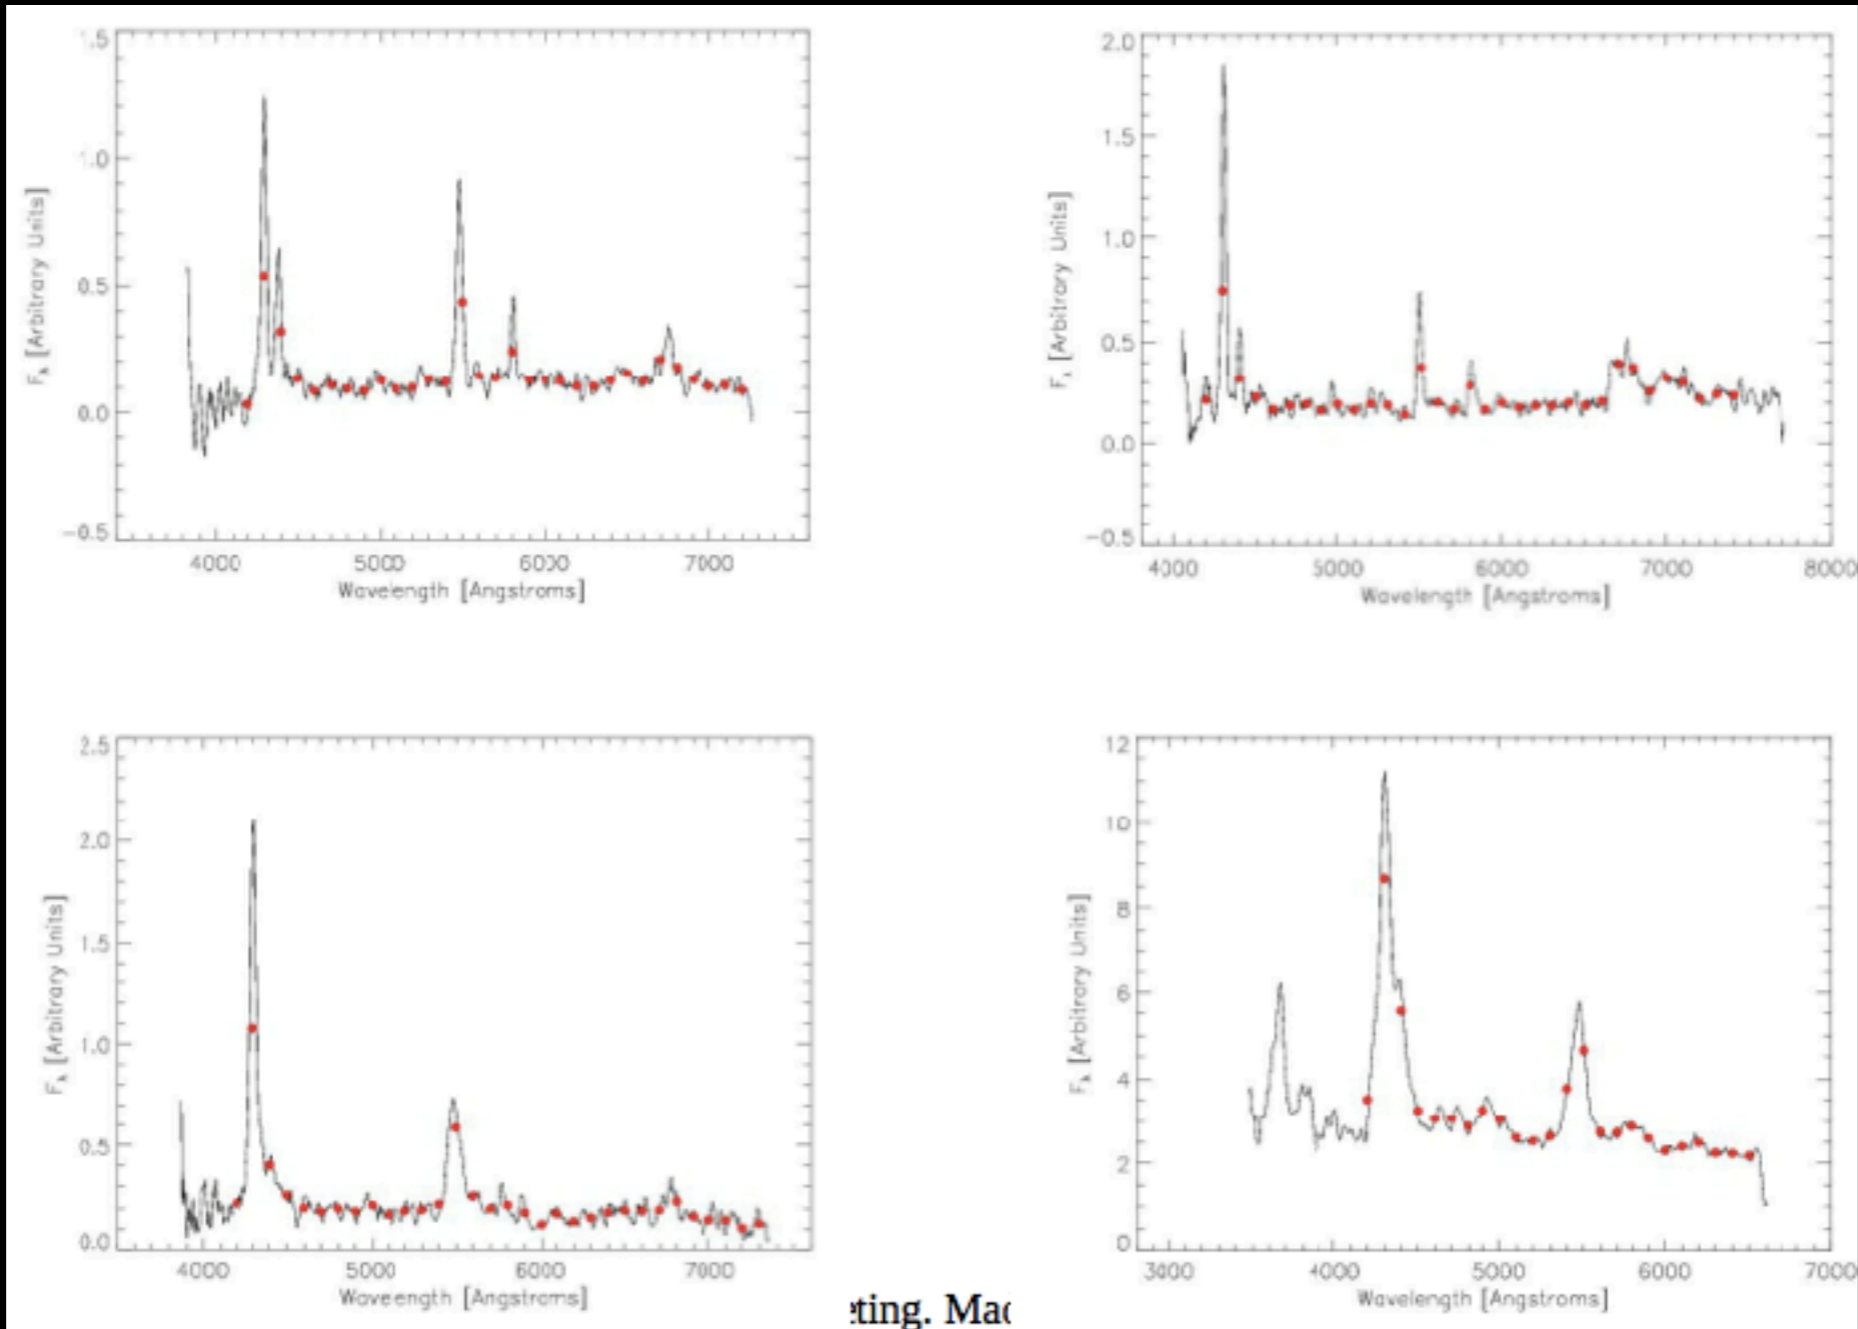 1.5
1.0
0.5
0.0
−0.5
4000 5000 6000 7000
Wavelength [Angstroms]
Fλ [Arbitrary Units]
2.0
1.5
1.0
0.5
0.0
−0.5
4000 5000 6000 7000 8000
Wavelength [Angstroms]
Fλ [Arbitrary Units]
2.5
2.0
1.5
1.0
0.5
0.0
4000 5000 6000 7000
Wavelength [Angstroms]
Fλ [Arbitrary Units]
12
10
8
6
4
2
0
3000 4000 5000 6000 7000
Wavelength [Angstroms]
Fλ [Arbitrary Units]
ting. Mad